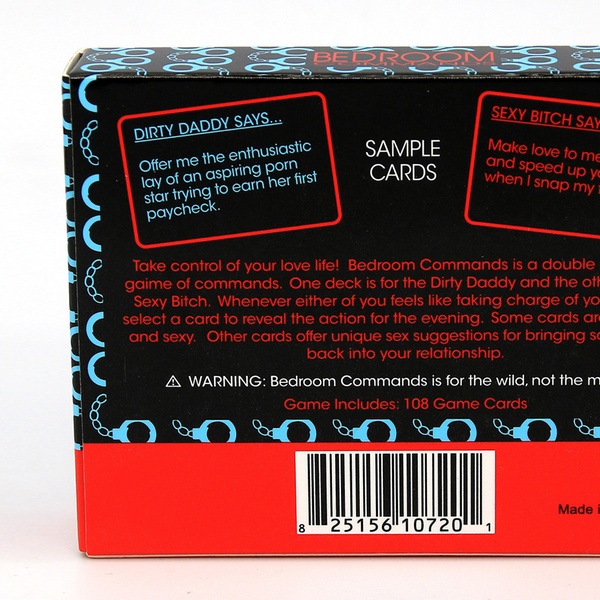 BEDROOM
DIRTY DADDY SAYS...
Offer me the enthusiastic
lay of an aspiring porn
star trying to earn her first
paycheck.
SAMPLE
CARDS
SEXY BITCH SAY
Make love to me
and speed up yo
when I snap my f
Take control of your love life! Bedroom Commands is a double
gaime of commands. One deck is for the Dirty Daddy and the oth
Sexy Bitch. Whenever either of you feels like taking charge of yo
select a card to reveal the action for the evening. Some cards are
and sexy. Other cards offer unique sex suggestions for bringing so
back into your relationship.
⚠ WARNING: Bedroom Commands is for the wild, not the m
Game Includes: 108 Game Cards
8 25156 10720 1
Made i